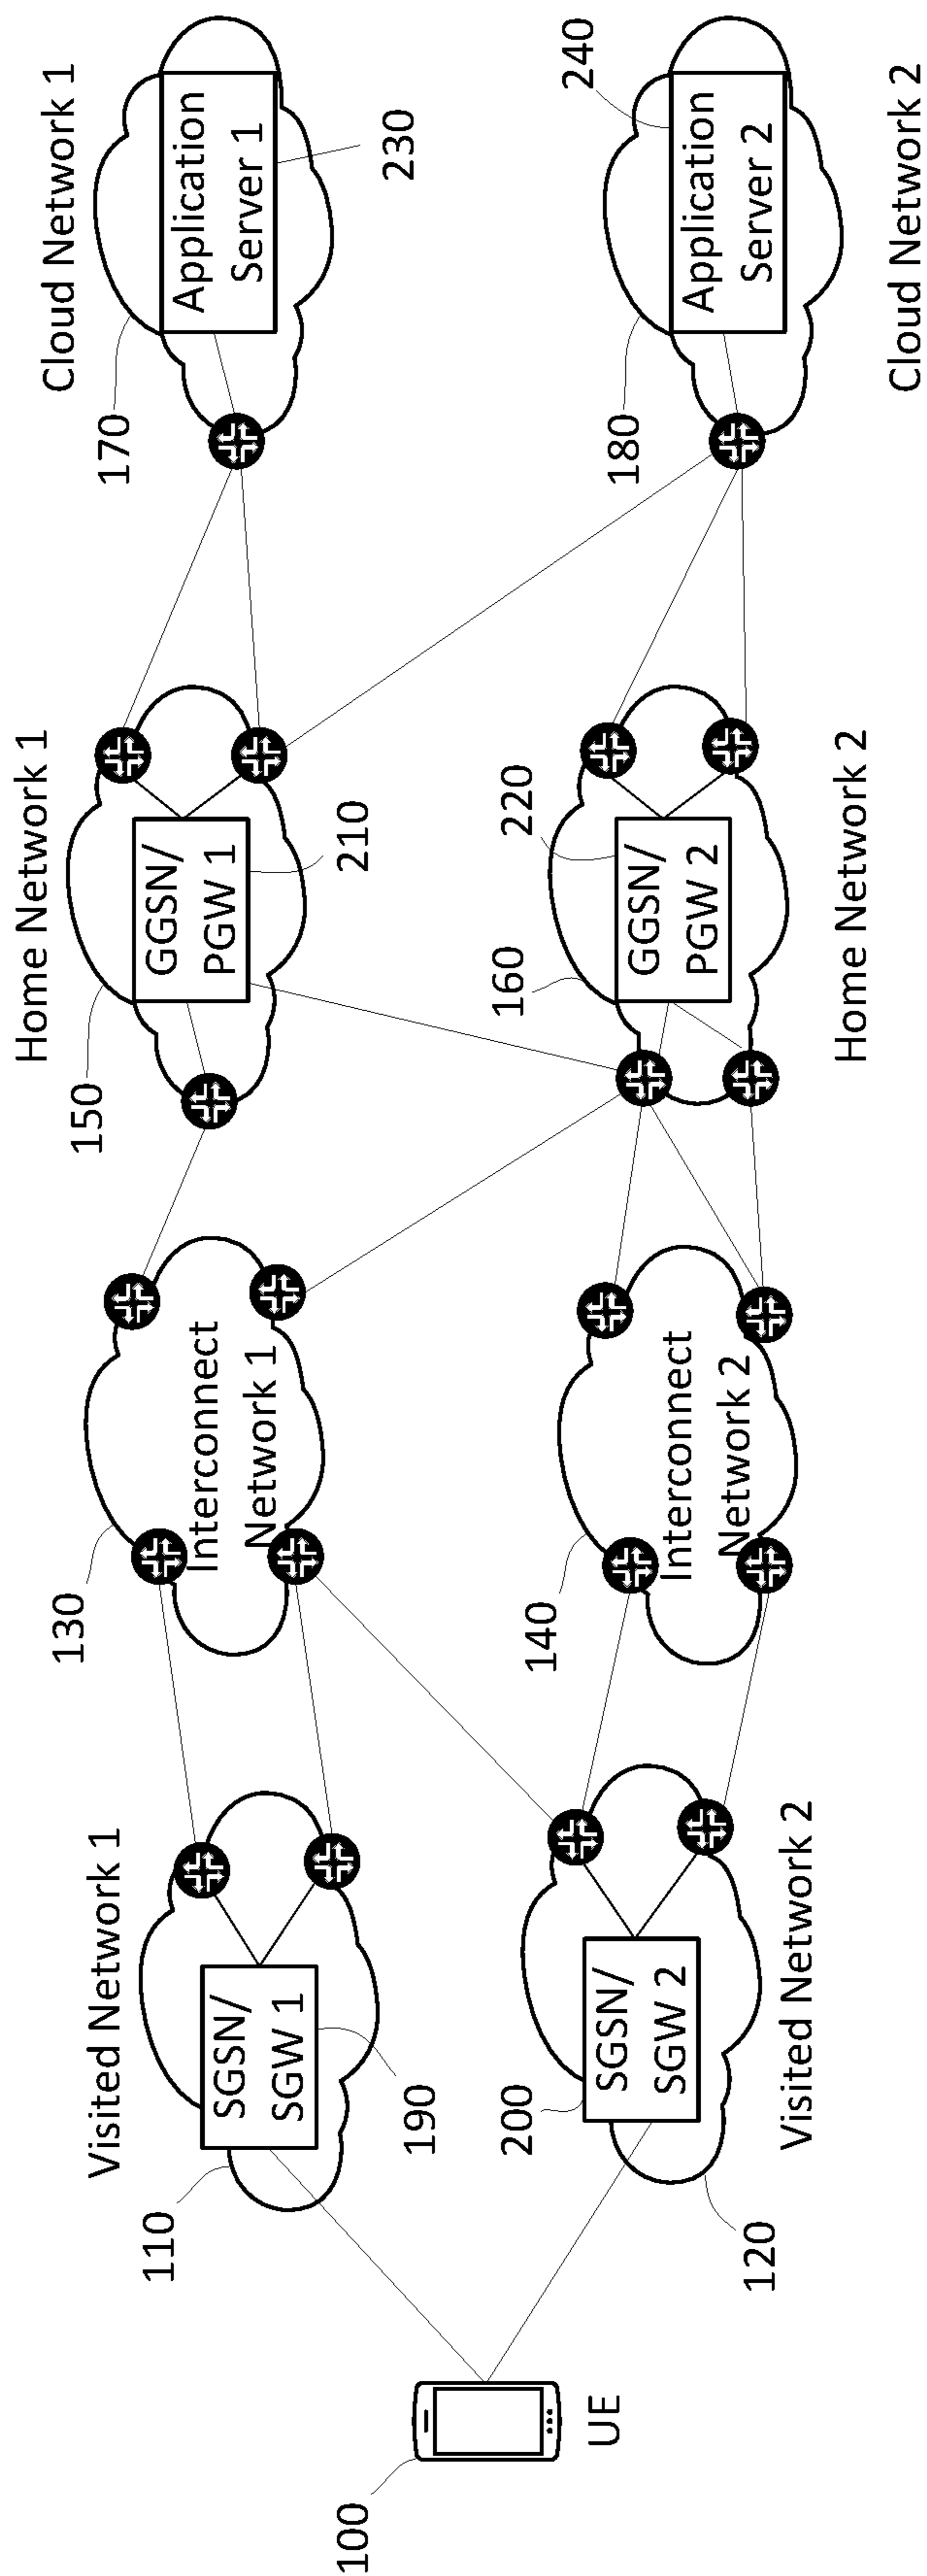 100
UE
Visited Network 1
110
SGSN/
SGW 1
190
Visited Network 2
200
SGSN/
SGW 2
120
130
Interconnect
Network 1
140
Interconnect
Network 2
Home Network 1
150
GGSN/
PGW 1
210
160
220
GGSN/
PGW 2
Home Network 2
Cloud Network 1
170
Application
Server 1
230
180
240
Application
Server 2
Cloud Network 2